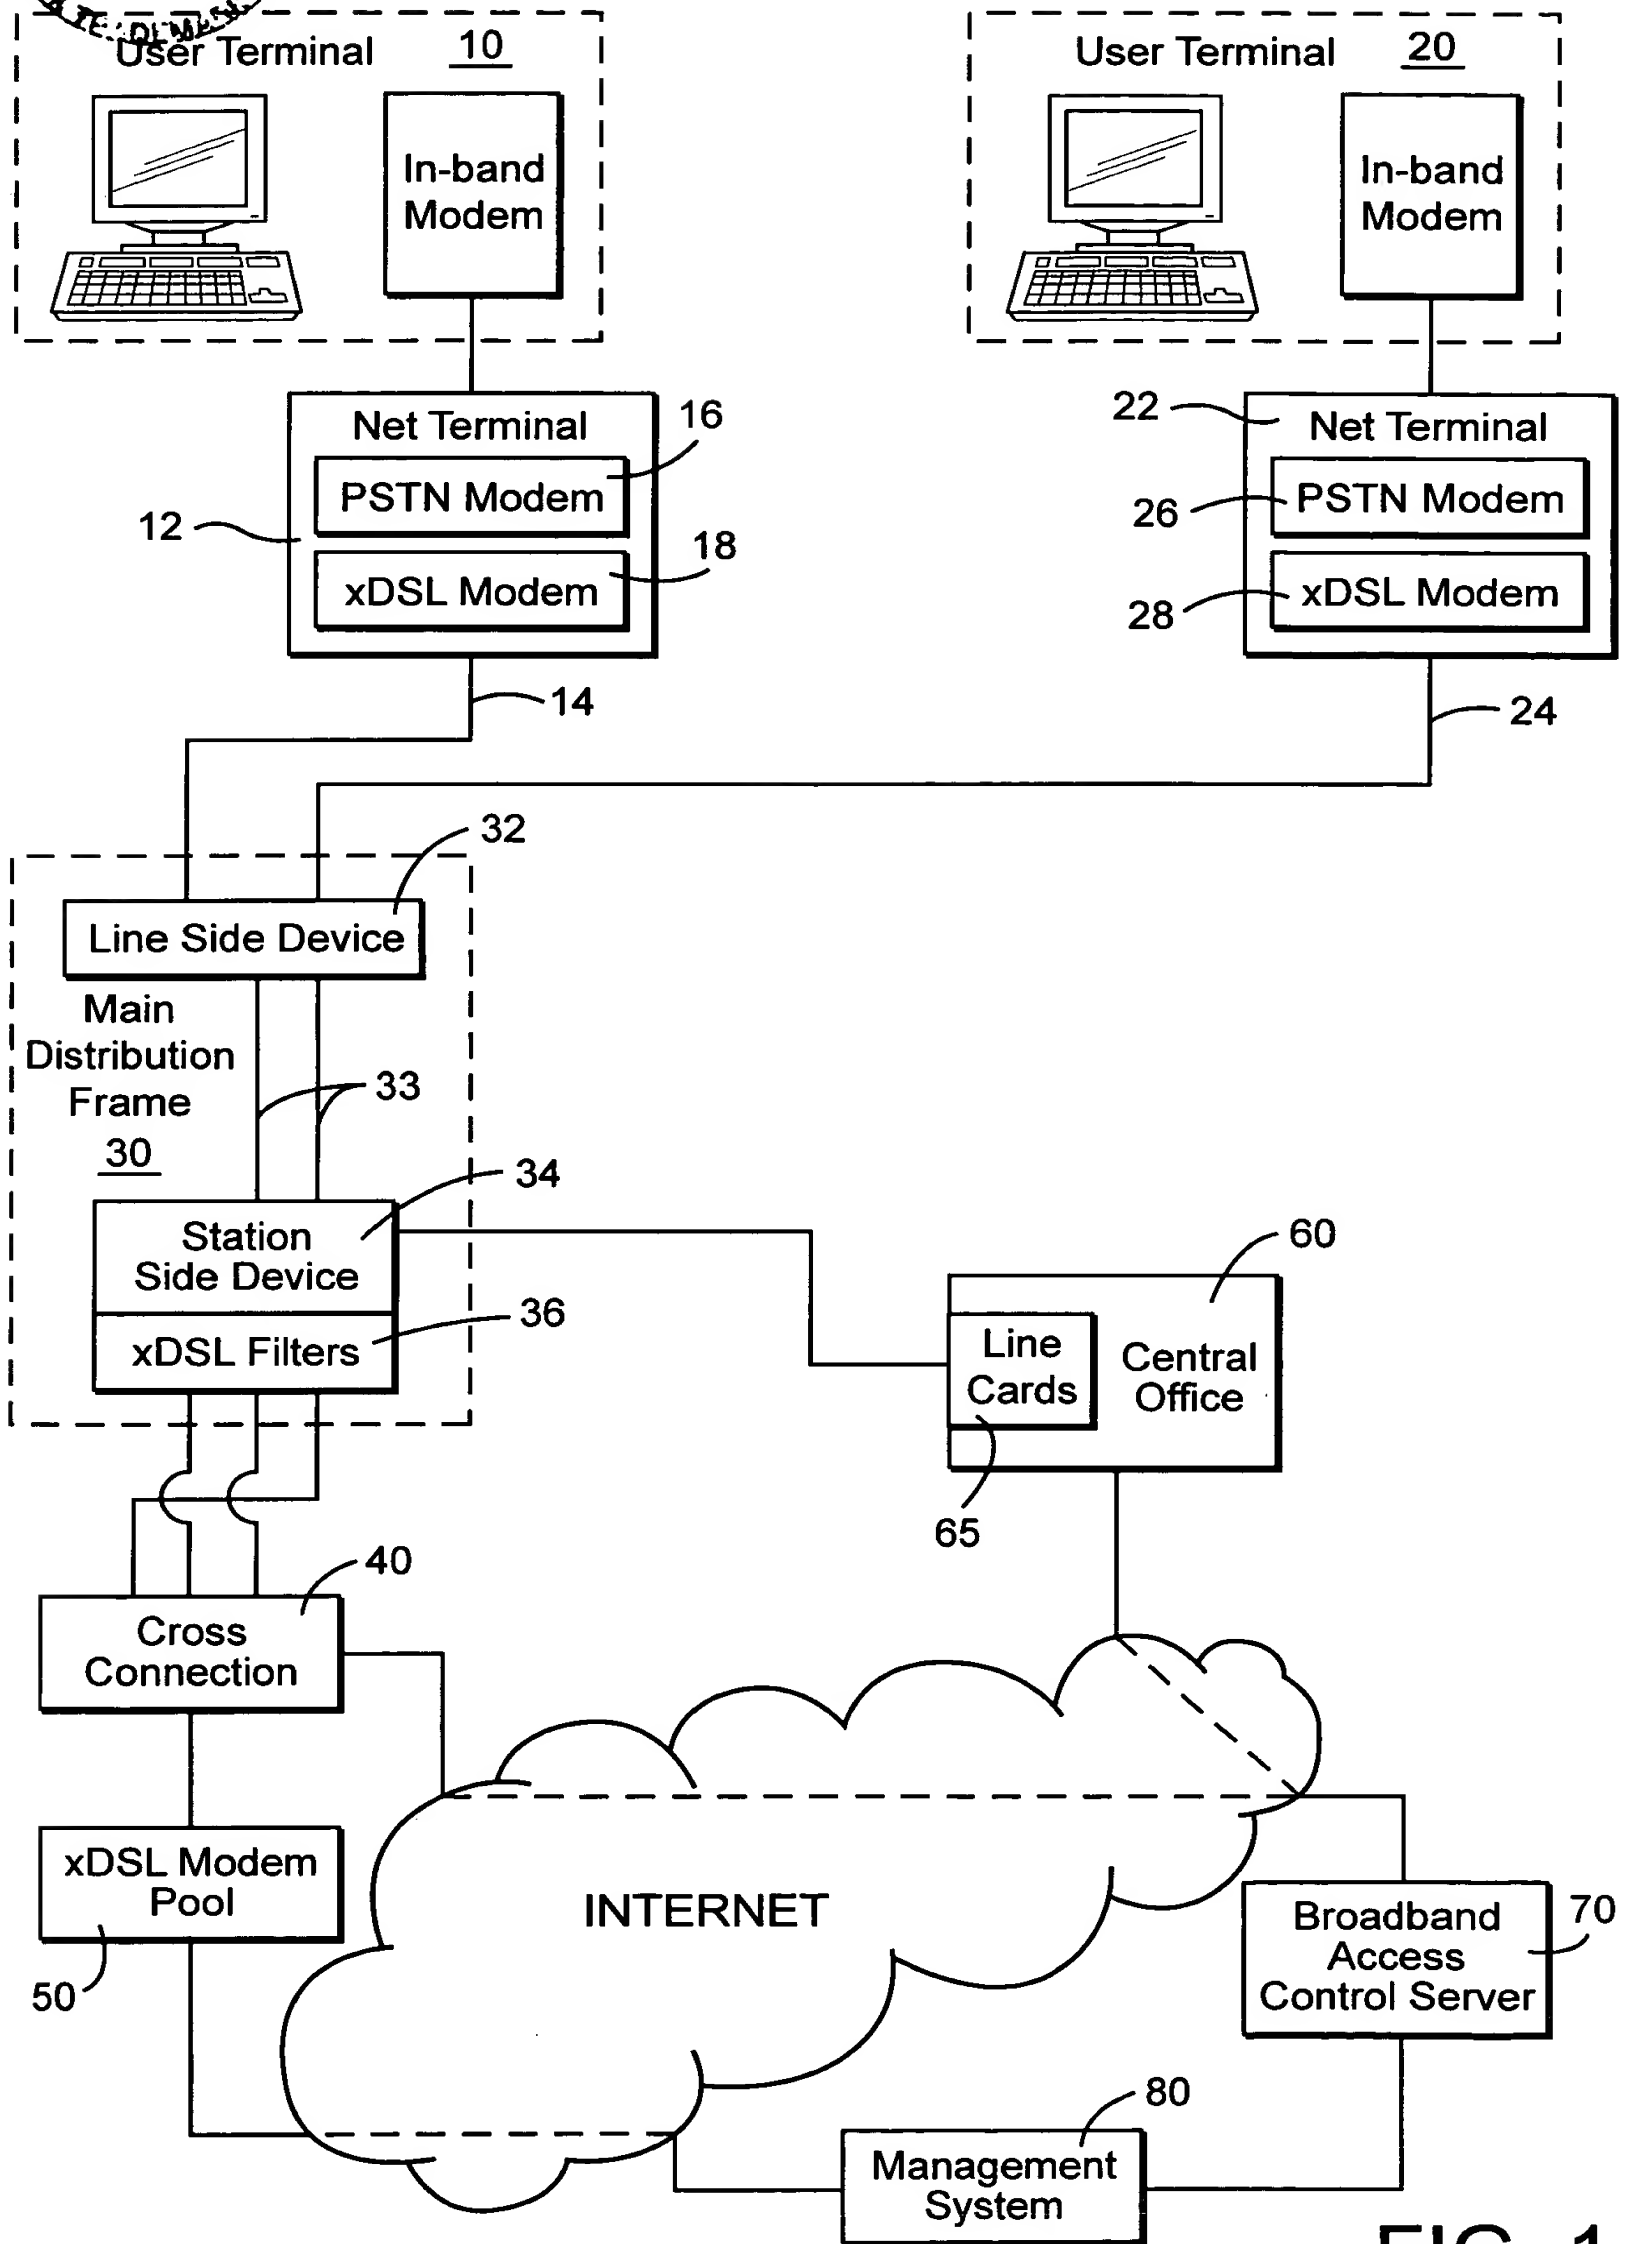 User Terminal 10
In-band
Modem
User Terminal 20
In-band
Modem
Net Terminal
16
PSTN Modem
12
18
xDSL Modem
22
Net Terminal
26
PSTN Modem
28
xDSL Modem
14
24
32
Line Side Device
Main
Distribution
Frame
30
33
34
Station
Side Device
36
xDSL Filters
60
Line
Cards
Central
Office
65
40
Cross
Connection
xDSL Modem
Pool
50
INTERNET
Broadband
Access
Control Server
70
80
Management
System
FIG. 1